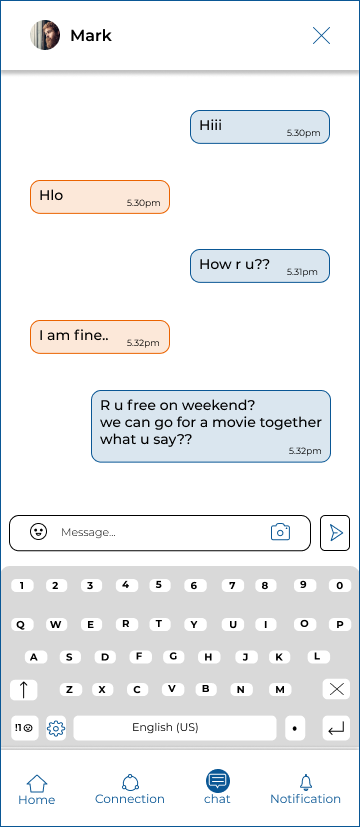 Mark
Hiii
5.30pm
Hlo
5.30pm
How r u??
5.31pm
I am fine..
5.32pm
R u free on weekend?
we can go for a movie together
what u say??
5.32pm
Message...
1 2 3 4 5 6 7 8 9 0
Q W E R T Y U I O P
A S D F G H J K L
Z X C V B N M
!1☺ English (US) .
Home Connection chat Notification